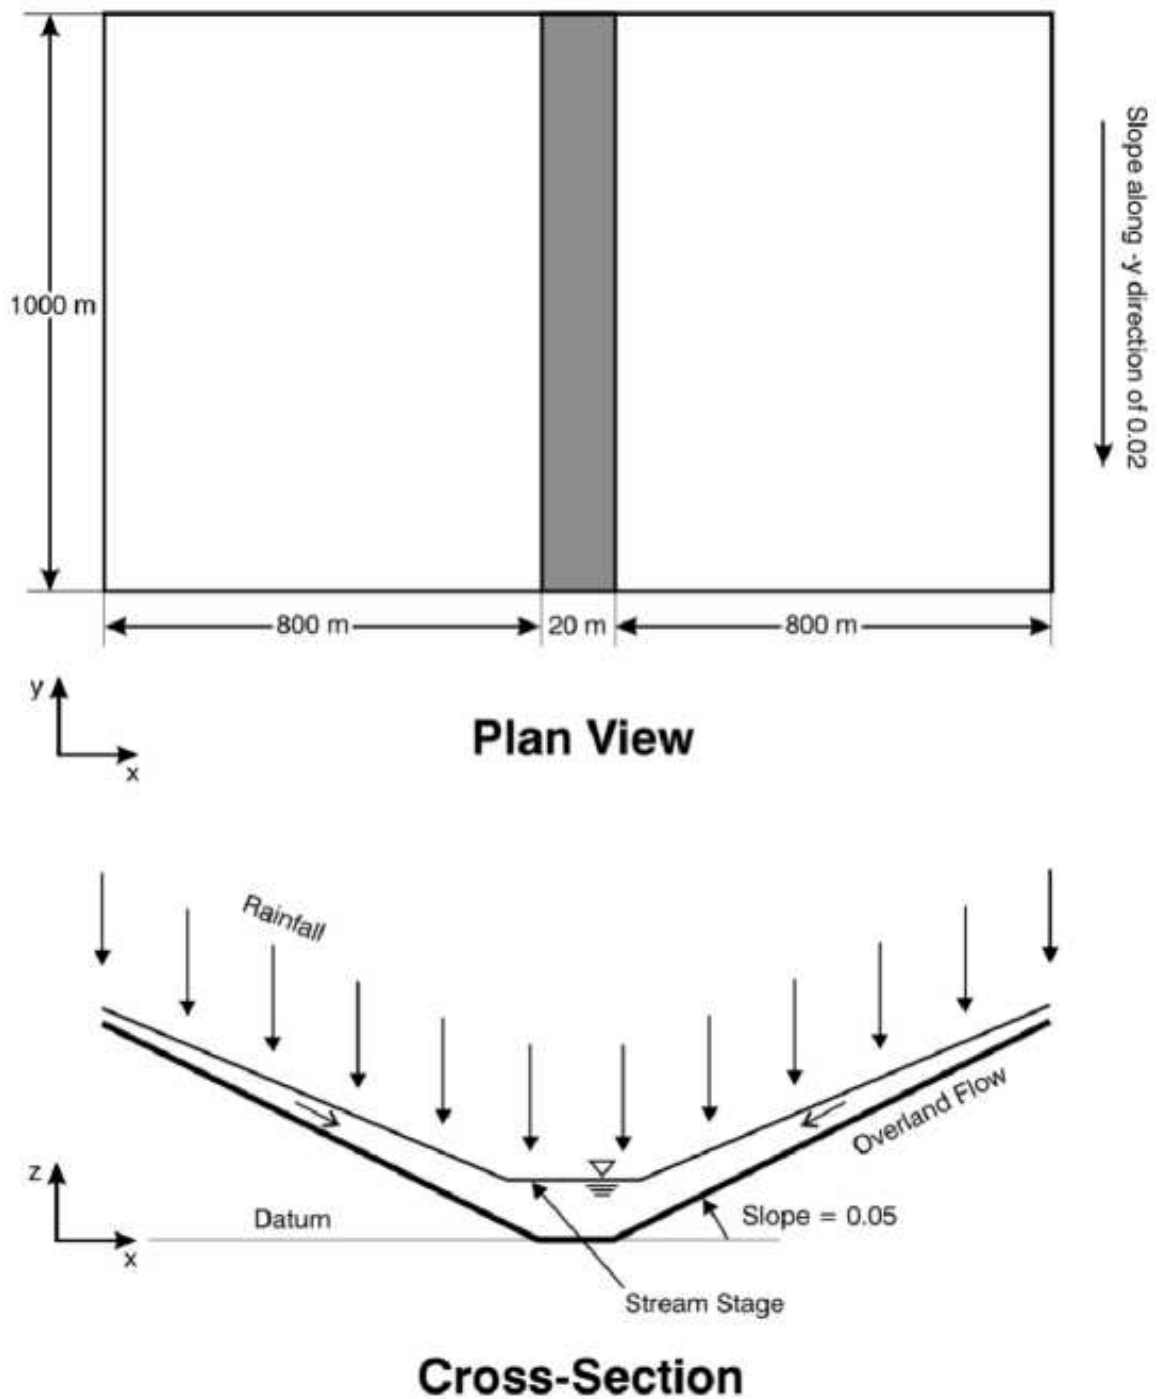 Slope along -y direction of 0.02
1000 m
800 m
20 m
800 m
y
x
Plan View
Rainfall
Overland Flow
z
x
Datum
Slope = 0.05
Stream Stage
Cross-Section